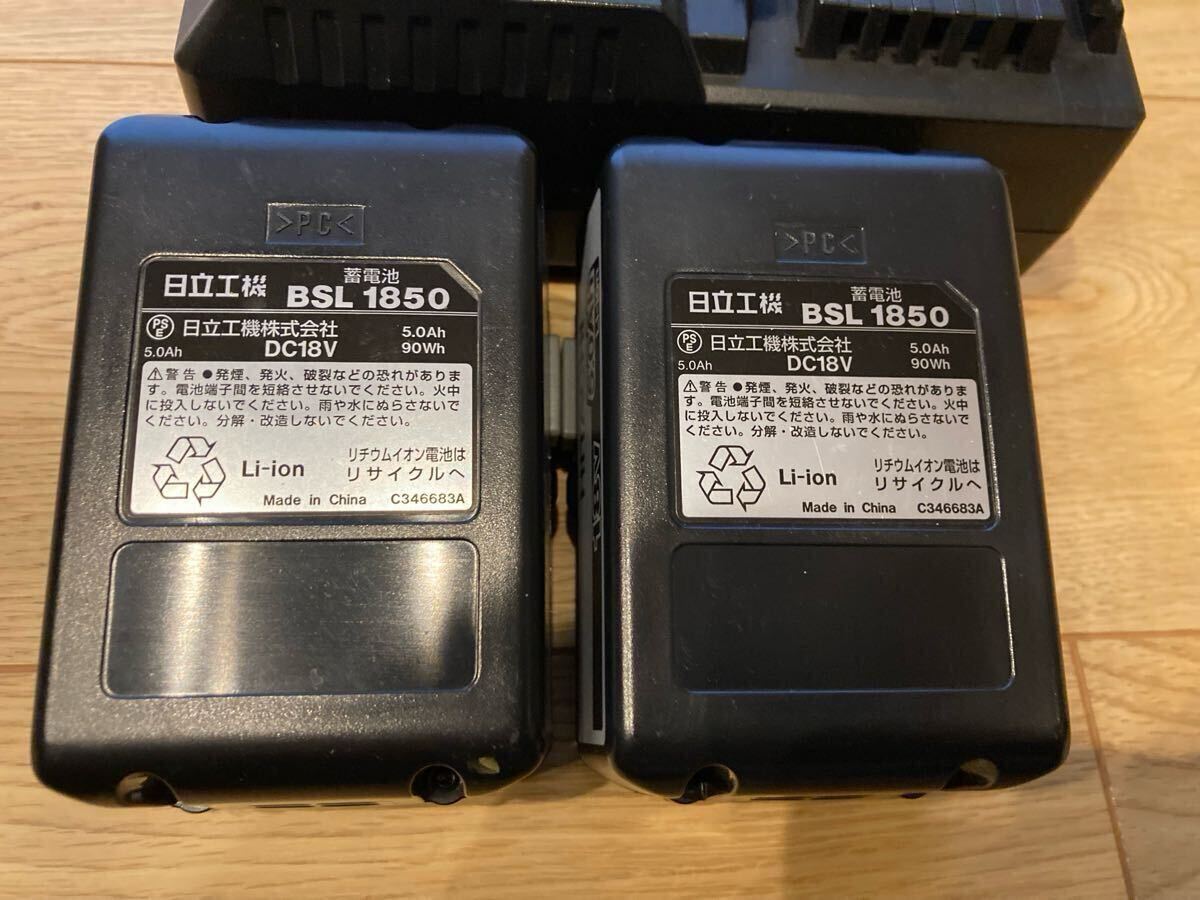 >PC<
日立工機
蓄電池
BSL 1850
PS
E
日立工機株式会社
5.0Ah
5.0Ah
DC18V
90Wh
⚠警告 ●発煙、発火、破裂などの恐れがありま
す。電池端子間を短絡させないでください。火中
に投入しないでください。雨や水にぬらさないで
ください。分解・改造しないでください。
Li-ion
リチウムイオン電池は
リサイクルへ
Made in China C346683A
>PC<
日立工機
蓄電池
BSL 1850
PS
E
日立工機株式会社
5.0Ah
5.0Ah
DC18V
90Wh
⚠警告 ●発煙、発火、破裂などの恐れがありま
す。電池端子間を短絡させないでください。火中
に投入しないでください。雨や水にぬらさないで
ください。分解・改造しないでください。
Li-ion
リチウムイオン電池は
リサイクルへ
Made in China C346683A